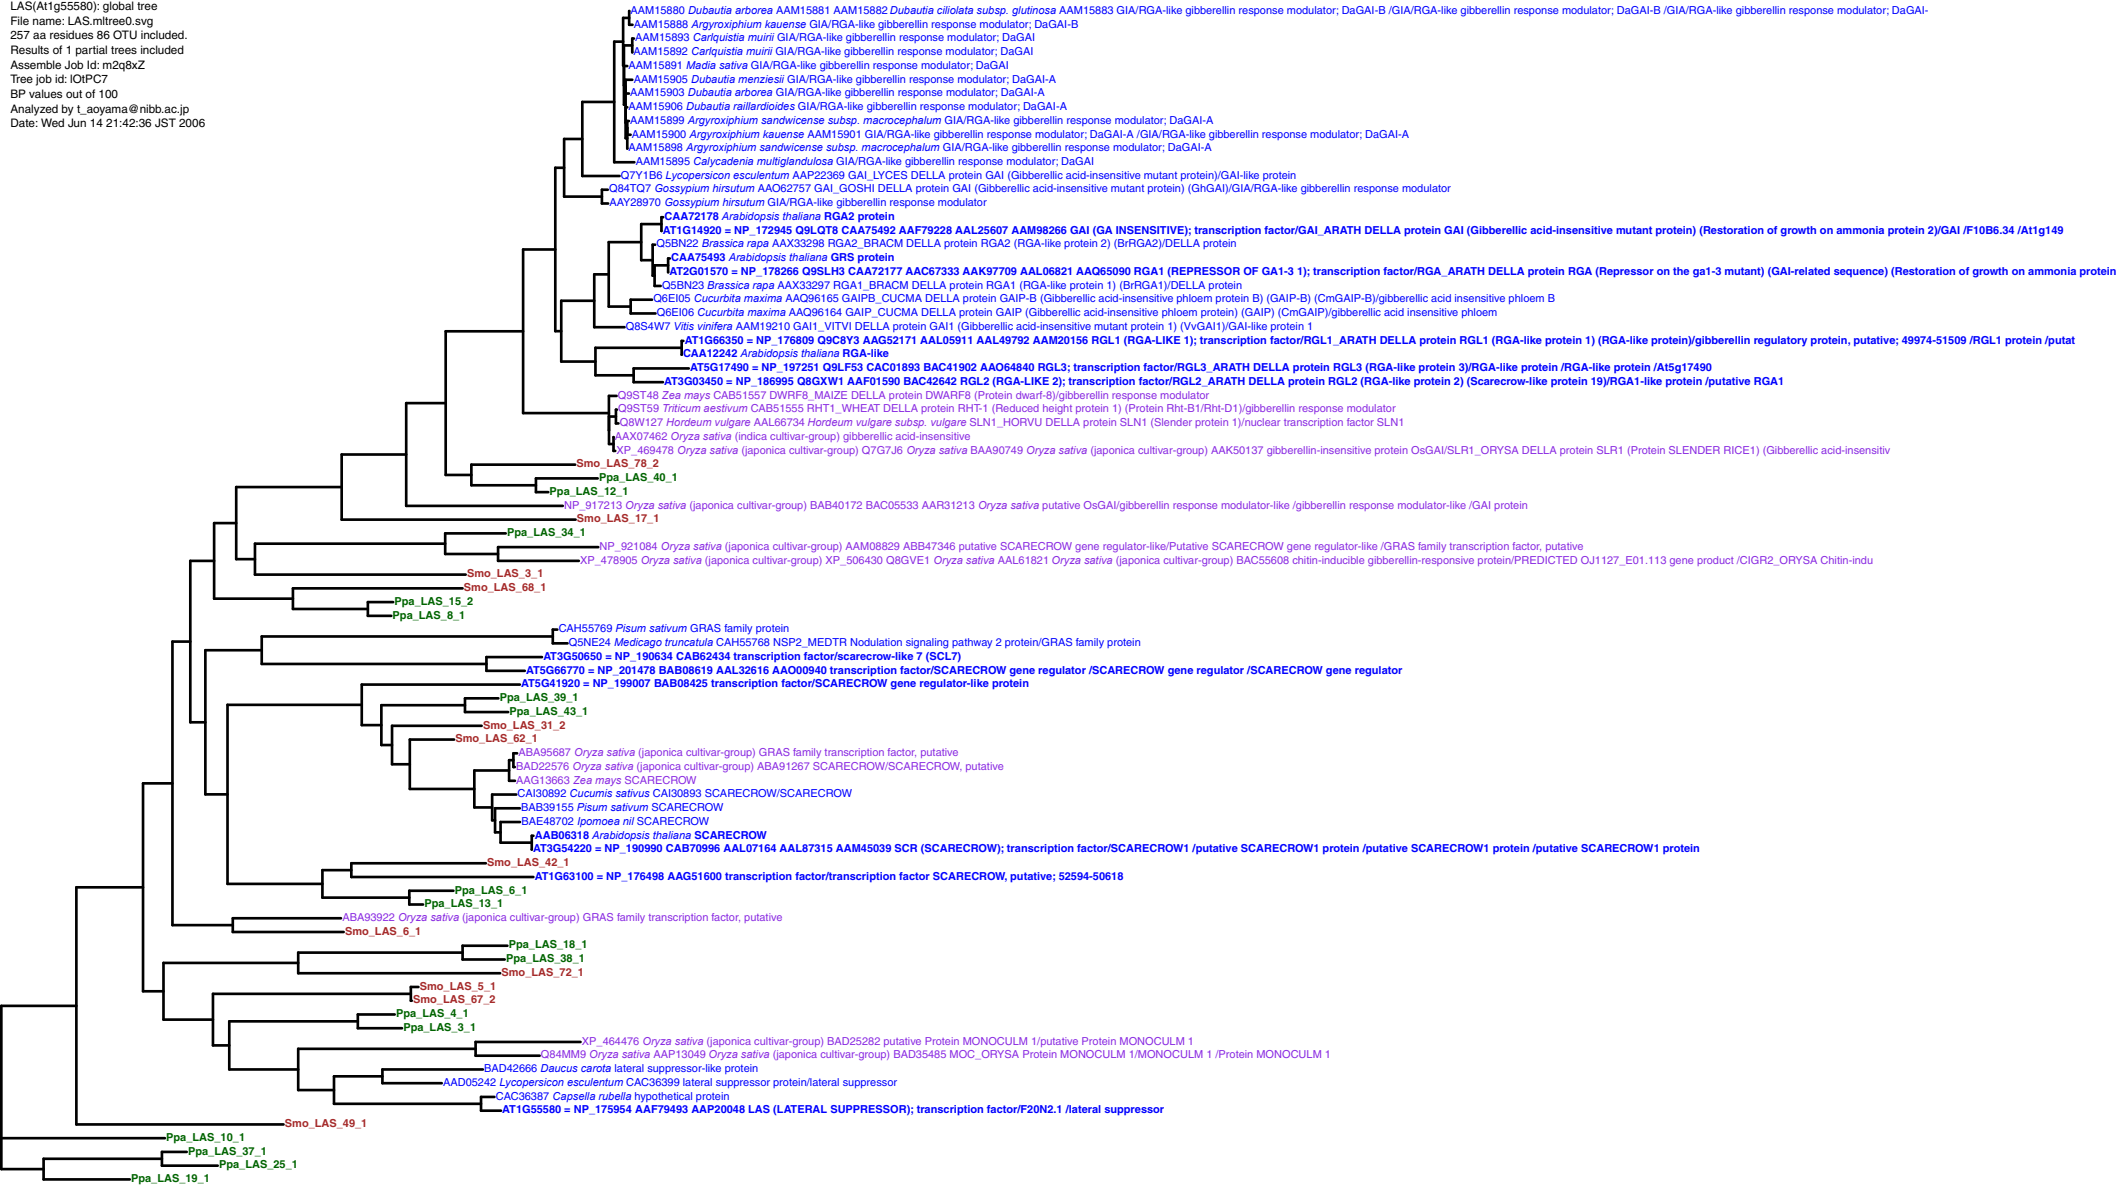 LAS(At1g55580): global tree
File name: LAS.mltree0.svg
257 aa residues 86 OTU included.
Results of 1 partial trees included
Assemble Job Id: m2q8xZ
Tree job id: lOtPC7
BP values out of 100
Analyzed by t_aoyama@nibb.ac.jp
Date: Wed Jun 14 21:42:36 JST 2006
AAM15880 Dubautia arborea AAM15881 AAM15882 Dubautia ciliolata subsp. glutinosa AAM15883 GIA/RGA-like gibberellin response modulator; DaGAI-B /GIA/RGA-like gibberellin response modulator; DaGAI-B /GIA/RGA-like gibberellin response modulator; DaGAI-
AAM15888 Argyroxiphium kauense GIA/RGA-like gibberellin response modulator; DaGAI-B
AAM15893 Carlquistia muirii GIA/RGA-like gibberellin response modulator; DaGAI
AAM15892 Carlquistia muirii GIA/RGA-like gibberellin response modulator; DaGAI
AAM15891 Madia sativa GIA/RGA-like gibberellin response modulator; DaGAI
AAM15905 Dubautia menziesii GIA/RGA-like gibberellin response modulator; DaGAI-A
AAM15903 Dubautia arborea GIA/RGA-like gibberellin response modulator; DaGAI-A
AAM15906 Dubautia raillardioides GIA/RGA-like gibberellin response modulator; DaGAI-A
AAM15899 Argyroxiphium sandwicense subsp. macrocephalum GIA/RGA-like gibberellin response modulator; DaGAI-A
AAM15900 Argyroxiphium kauense AAM15901 GIA/RGA-like gibberellin response modulator; DaGAI-A /GIA/RGA-like gibberellin response modulator; DaGAI-A
AAM15898 Argyroxiphium sandwicense subsp. macrocephalum GIA/RGA-like gibberellin response modulator; DaGAI-A
AAM15895 Calycadenia multiglandulosa GIA/RGA-like gibberellin response modulator; DaGAI
Q7Y1B6 Lycopersicon esculentum AAP22369 GAI_LYCES DELLA protein GAI (Gibberellic acid-insensitive mutant protein)/GAI-like protein
Q84TQ7 Gossypium hirsutum AAO62757 GAI_GOSHI DELLA protein GAI (Gibberellic acid-insensitive mutant protein) (GhGAI)/GIA/RGA-like gibberellin response modulator
AAY28970 Gossypium hirsutum GIA/RGA-like gibberellin response modulator
CAA72178 Arabidopsis thaliana RGA2 protein
AT1G14920 = NP_172945 Q9LQT8 CAA75492 AAF79228 AAL25607 AAM98266 GAI (GA INSENSITIVE); transcription factor/GAI_ARATH DELLA protein GAI (Gibberellic acid-insensitive mutant protein) (Restoration of growth on ammonia protein 2)/GAI /F10B6.34 /At1g149
Q5BN22 Brassica rapa AAX33298 RGA2_BRACM DELLA protein RGA2 (RGA-like protein 2) (BrRGA2)/DELLA protein
CAA75493 Arabidopsis thaliana GRS protein
AT2G01570 = NP_178266 Q9SLH3 CAA72177 AAC67333 AAK97709 AAL06821 AAQ65090 RGA1 (REPRESSOR OF GA1-3 1); transcription factor/RGA_ARATH DELLA protein RGA (Repressor on the ga1-3 mutant) (GAI-related sequence) (Restoration of growth on ammonia protein
Q5BN23 Brassica rapa AAX33297 RGA1_BRACM DELLA protein RGA1 (RGA-like protein 1) (BrRGA1)/DELLA protein
Q6EI05 Cucurbita maxima AAQ96165 GAIPB_CUCMA DELLA protein GAIP-B (Gibberellic acid-insensitive phloem protein B) (GAIP-B) (CmGAIP-B)/gibberellic acid insensitive phloem B
Q6EI06 Cucurbita maxima AAQ96164 GAIP_CUCMA DELLA protein GAIP (Gibberellic acid-insensitive phloem protein) (GAIP) (CmGAIP)/gibberellic acid insensitive phloem
Q8S4W7 Vitis vinifera AAM19210 GAI1_VITVI DELLA protein GAI1 (Gibberellic acid-insensitive mutant protein 1) (VvGAI1)/GAI-like protein 1
AT1G66350 = NP_176809 Q9C8Y3 AAG52171 AAL05911 AAL49792 AAM20156 RGL1 (RGA-LIKE 1); transcription factor/RGL1_ARATH DELLA protein RGL1 (RGA-like protein 1) (RGA-like protein)/gibberellin regulatory protein, putative; 49974-51509 /RGL1 protein /putat
CAA12242 Arabidopsis thaliana RGA-like
AT5G17490 = NP_197251 Q9LF53 CAC01893 BAC41902 AAO64840 RGL3; transcription factor/RGL3_ARATH DELLA protein RGL3 (RGA-like protein 3)/RGA-like protein /RGA-like protein /At5g17490
AT3G03450 = NP_186995 Q8GXW1 AAF01590 BAC42642 RGL2 (RGA-LIKE 2); transcription factor/RGL2_ARATH DELLA protein RGL2 (RGA-like protein 2) (Scarecrow-like protein 19)/RGA1-like protein /putative RGA1
Q9ST48 Zea mays CAB51557 DWRF8_MAIZE DELLA protein DWARF8 (Protein dwarf-8)/gibberellin response modulator
Q9ST59 Triticum aestivum CAB51555 RHT1_WHEAT DELLA protein RHT-1 (Reduced height protein 1) (Protein Rht-B1/Rht-D1)/gibberellin response modulator
Q8W127 Hordeum vulgare AAL66734 Hordeum vulgare subsp. vulgare SLN1_HORVU DELLA protein SLN1 (Slender protein 1)/nuclear transcription factor SLN1
AAX07462 Oryza sativa (indica cultivar-group) gibberellic acid-insensitive
XP_469478 Oryza sativa (japonica cultivar-group) Q7G7J6 Oryza sativa BAA90749 Oryza sativa (japonica cultivar-group) AAK50137 gibberellin-insensitive protein OsGAI/SLR1_ORYSA DELLA protein SLR1 (Protein SLENDER RICE1) (Gibberellic acid-insensitiv
Smo_LAS_78_2
Ppa_LAS_40_1
Ppa_LAS_12_1
NP_917213 Oryza sativa (japonica cultivar-group) BAB40172 BAC05533 AAR31213 Oryza sativa putative OsGAI/gibberellin response modulator-like /gibberellin response modulator-like /GAI protein
Smo_LAS_17_1
Ppa_LAS_34_1
NP_921084 Oryza sativa (japonica cultivar-group) AAM08829 ABB47346 putative SCARECROW gene regulator-like/Putative SCARECROW gene regulator-like /GRAS family transcription factor, putative
XP_478905 Oryza sativa (japonica cultivar-group) XP_506430 Q8GVE1 Oryza sativa AAL61821 Oryza sativa (japonica cultivar-group) BAC55608 chitin-inducible gibberellin-responsive protein/PREDICTED OJ1127_E01.113 gene product /CIGR2_ORYSA Chitin-indu
Smo_LAS_3_1
Smo_LAS_68_1
Ppa_LAS_15_2
Ppa_LAS_8_1
CAH55769 Pisum sativum GRAS family protein
Q5NE24 Medicago truncatula CAH55768 NSP2_MEDTR Nodulation signaling pathway 2 protein/GRAS family protein
AT3G50650 = NP_190634 CAB62434 transcription factor/scarecrow-like 7 (SCL7)
AT5G66770 = NP_201478 BAB08619 AAL32616 AAO00940 transcription factor/SCARECROW gene regulator /SCARECROW gene regulator /SCARECROW gene regulator
AT5G41920 = NP_199007 BAB08425 transcription factor/SCARECROW gene regulator-like protein
Ppa_LAS_39_1
Ppa_LAS_43_1
Smo_LAS_31_2
Smo_LAS_62_1
ABA95687 Oryza sativa (japonica cultivar-group) GRAS family transcription factor, putative
BAD22576 Oryza sativa (japonica cultivar-group) ABA91267 SCARECROW/SCARECROW, putative
AAG13663 Zea mays SCARECROW
CAI30892 Cucumis sativus CAI30893 SCARECROW/SCARECROW
BAB39155 Pisum sativum SCARECROW
BAE48702 Ipomoea nil SCARECROW
AAB06318 Arabidopsis thaliana SCARECROW
AT3G54220 = NP_190990 CAB70996 AAL07164 AAL87315 AAM45039 SCR (SCARECROW); transcription factor/SCARECROW1 /putative SCARECROW1 protein /putative SCARECROW1 protein /putative SCARECROW1 protein
Smo_LAS_42_1
AT1G63100 = NP_176498 AAG51600 transcription factor/transcription factor SCARECROW, putative; 52594-50618
Ppa_LAS_6_1
Ppa_LAS_13_1
ABA93922 Oryza sativa (japonica cultivar-group) GRAS family transcription factor, putative
Smo_LAS_6_1
Ppa_LAS_18_1
Ppa_LAS_38_1
Smo_LAS_72_1
Smo_LAS_5_1
Smo_LAS_67_2
Ppa_LAS_4_1
Ppa_LAS_3_1
XP_464476 Oryza sativa (japonica cultivar-group) BAD25282 putative Protein MONOCULM 1/putative Protein MONOCULM 1
Q84MM9 Oryza sativa AAP13049 Oryza sativa (japonica cultivar-group) BAD35485 MOC_ORYSA Protein MONOCULM 1/MONOCULM 1 /Protein MONOCULM 1
BAD42666 Daucus carota lateral suppressor-like protein
AAD05242 Lycopersicon esculentum CAC36399 lateral suppressor protein/lateral suppressor
CAC36387 Capsella rubella hypothetical protein
AT1G55580 = NP_175954 AAF79493 AAP20048 LAS (LATERAL SUPPRESSOR); transcription factor/F20N2.1 /lateral suppressor
Smo_LAS_49_1
Ppa_LAS_10_1
Ppa_LAS_37_1
Ppa_LAS_25_1
Ppa_LAS_19_1